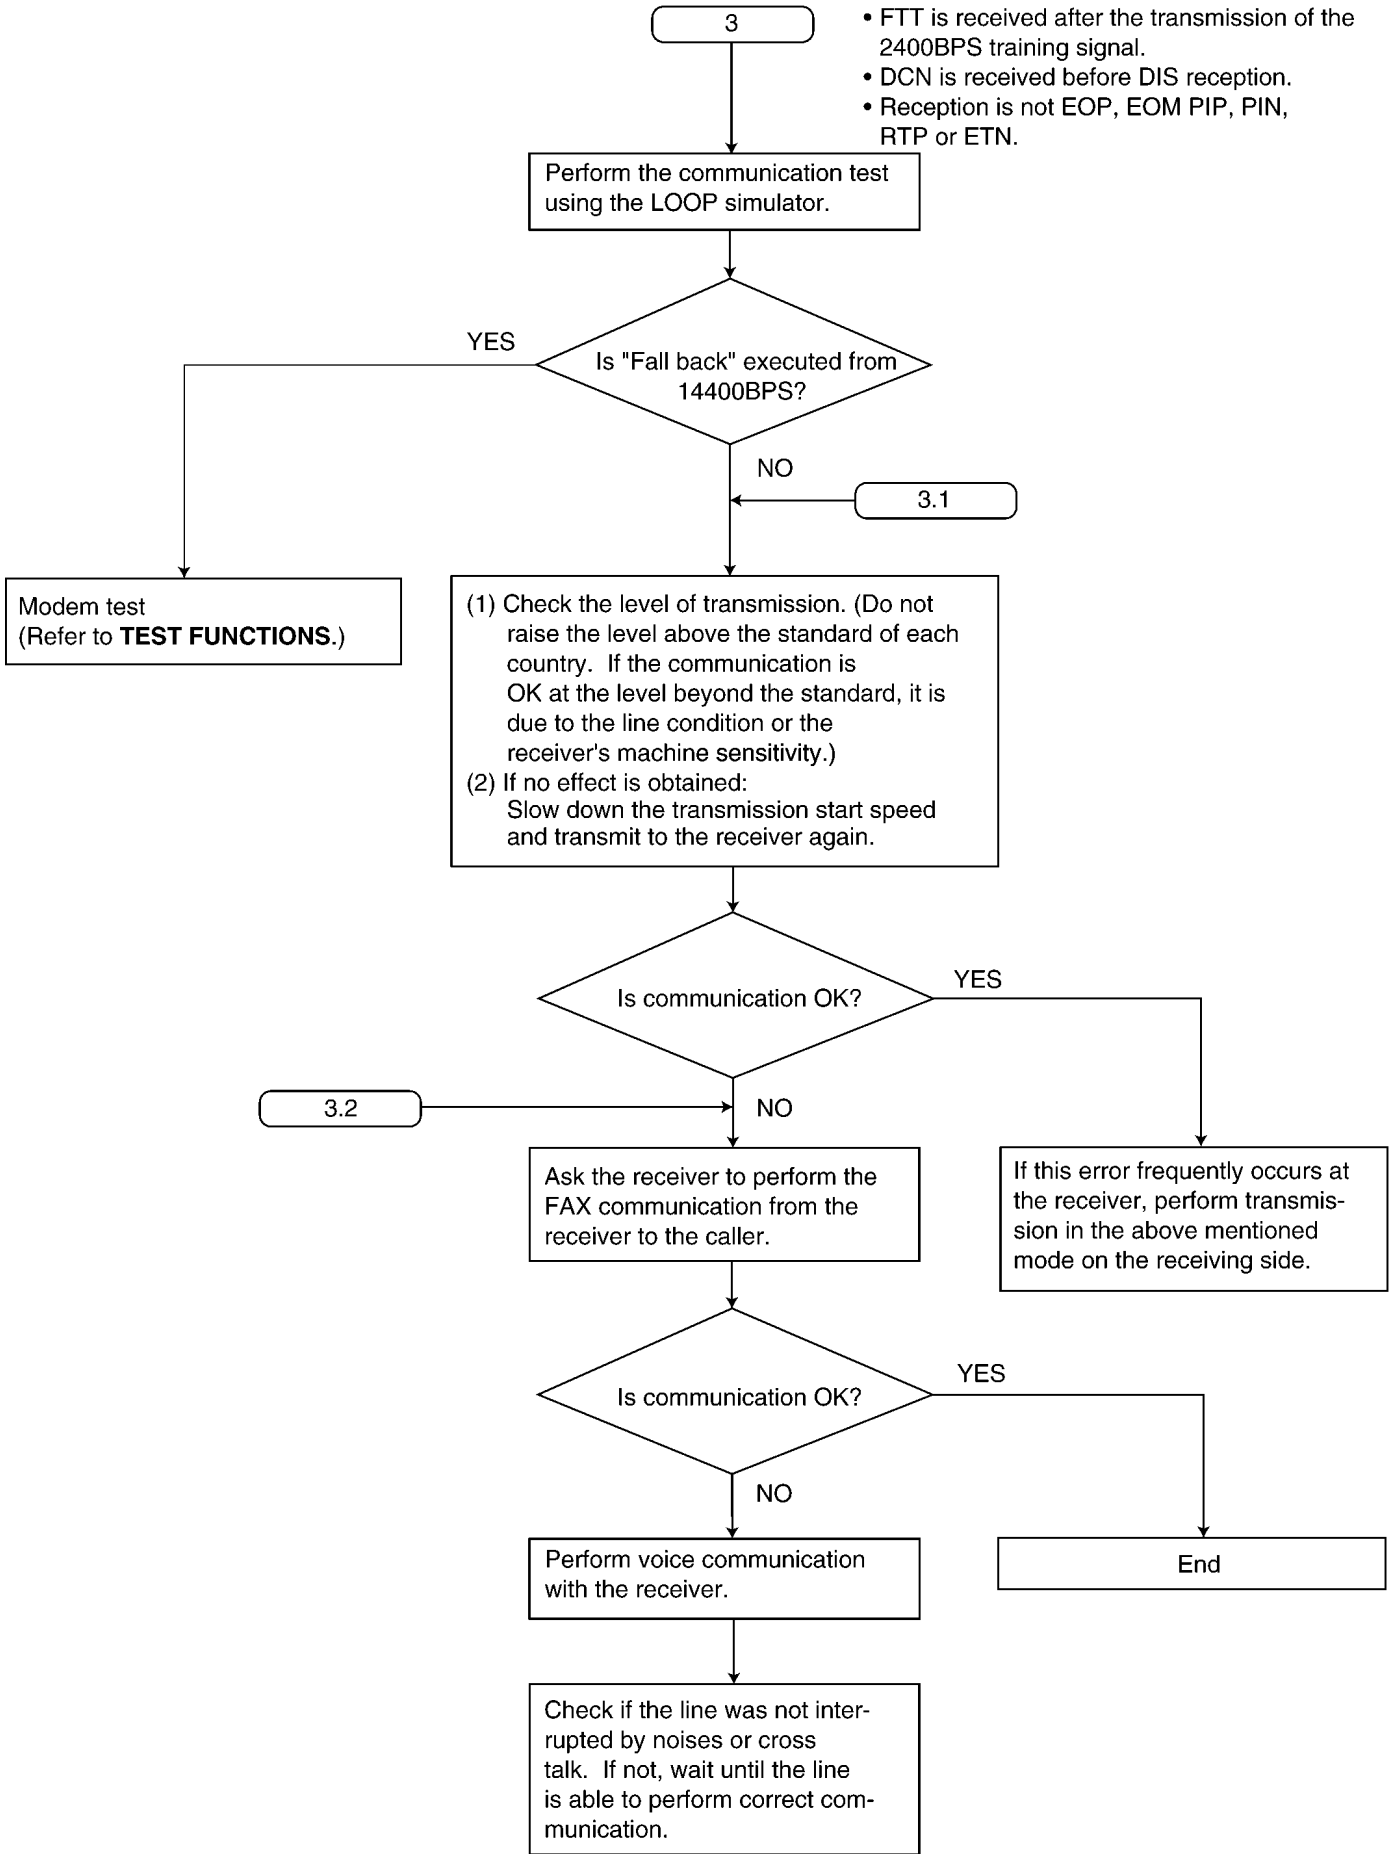 3
• FTT is received after the transmission of the
2400BPS training signal.
• DCN is received before DIS reception.
• Reception is not EOP, EOM PIP, PIN,
RTP or ETN.
Perform the communication test
using the LOOP simulator.
YES
Is "Fall back" executed from
14400BPS?
NO
3.1
Modem test
(Refer to TEST FUNCTIONS.)
(1) Check the level of transmission. (Do not
raise the level above the standard of each
country.  If the communication is
OK at the level beyond the standard, it is
due to the line condition or the
receiver's machine sensitivity.)
(2) If no effect is obtained:
Slow down the transmission start speed
and transmit to the receiver again.
Is communication OK?
YES
3.2
NO
Ask the receiver to perform the
FAX communication from the
receiver to the caller.
If this error frequently occurs at
the receiver, perform transmis-
sion in the above mentioned
mode on the receiving side.
Is communication OK?
YES
NO
Perform voice communication
with the receiver.
End
Check if the line was not inter-
rupted by noises or cross
talk.  If not, wait until the line
is able to perform correct com-
munication.